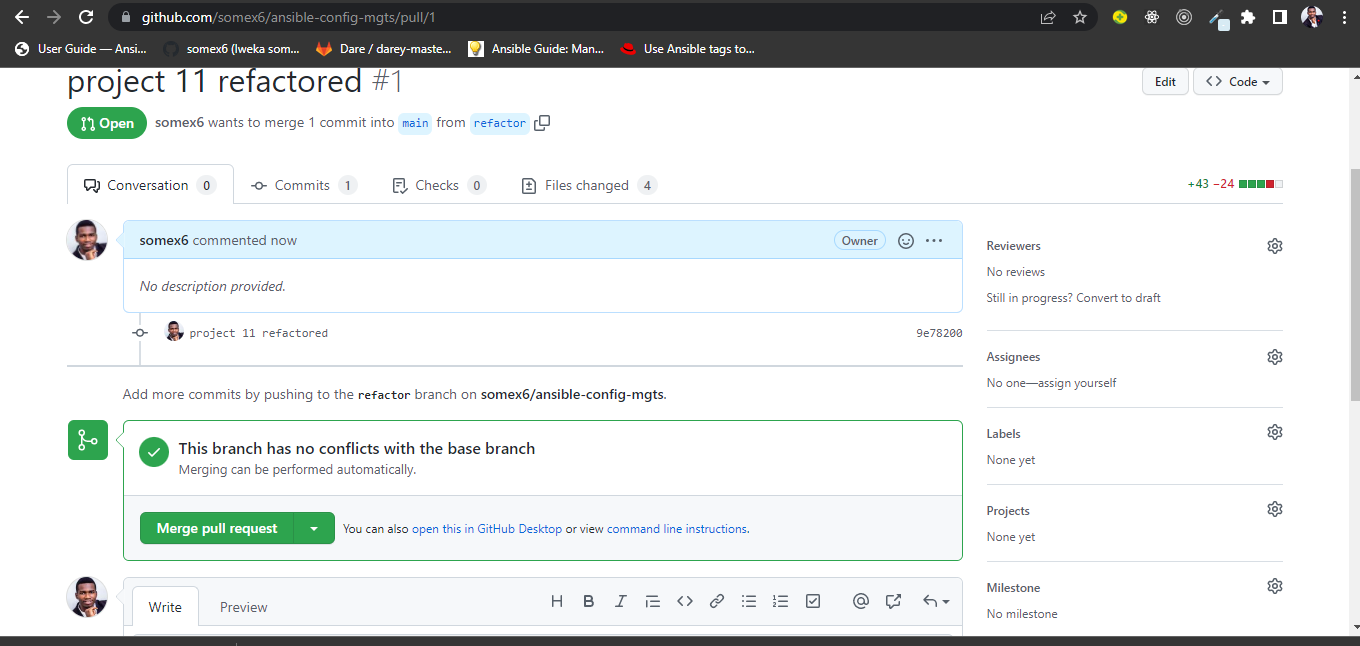 github.com/somex6/ansible-config-mgts/pull/1
User Guide — Ansi... somex6 (Iweka som... Dare / darey-maste... Ansible Guide: Man... Use Ansible tags to...
project 11 refactored #1
Edit
Code
Open
somex6 wants to merge 1 commit into main from refactor
Conversation 0
Commits 1
Checks 0
Files changed 4
+43 −24
somex6 commented now
Owner
No description provided.
project 11 refactored
9e78200
Add more commits by pushing to the refactor branch on somex6/ansible-config-mgts.
This branch has no conflicts with the base branch
Merging can be performed automatically.
Merge pull request
You can also open this in GitHub Desktop or view command line instructions.
Write
Preview
H B I
Reviewers
No reviews
Still in progress? Convert to draft
Assignees
No one—assign yourself
Labels
None yet
Projects
None yet
Milestone
No milestone